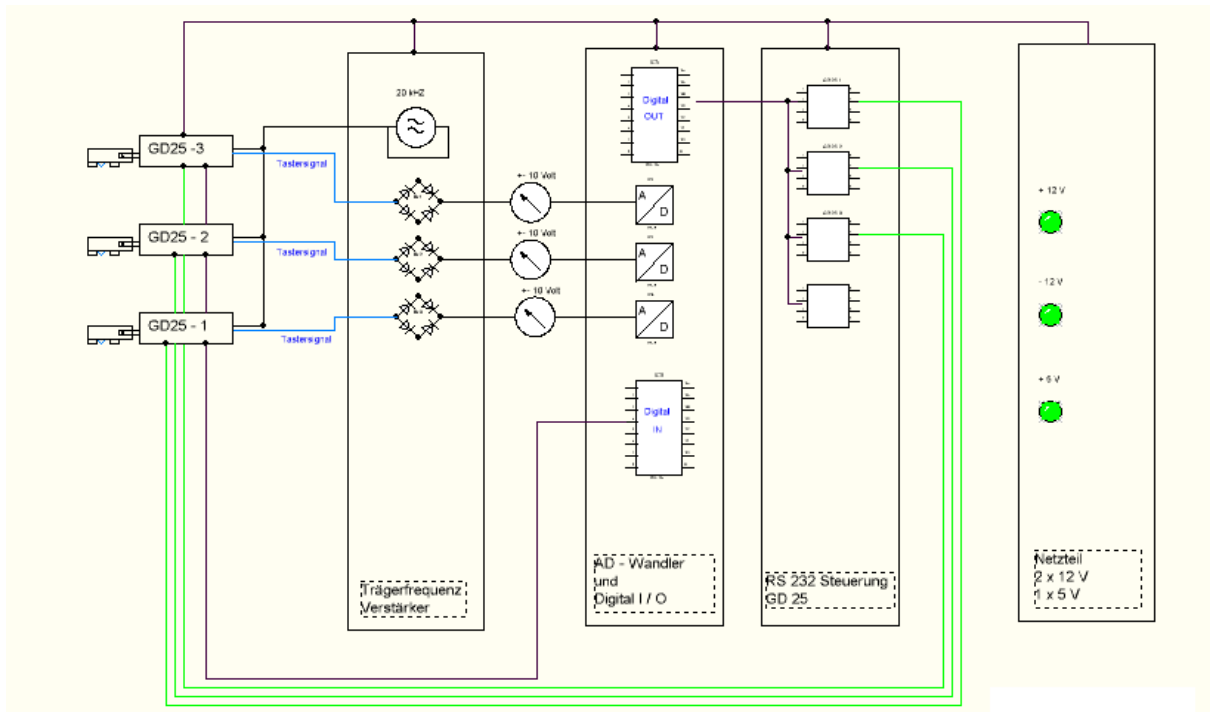 20 kHZ
GD25 -3
Tastersignal
+- 10 Volt
A
D
GD25 - 2
Tastersignal
+- 10 Volt
A
D
GD25 - 1
Tastersignal
+- 10 Volt
A
D
Digital
OUT
Digital
IN
+ 12 V
- 12 V
+ 5 V
Trägerfrequenz
Verstärker
AD - Wandler
und
Digital I / O
RS 232 Steuerung
GD 25
Netzteil
2 x 12 V
1 x 5 V